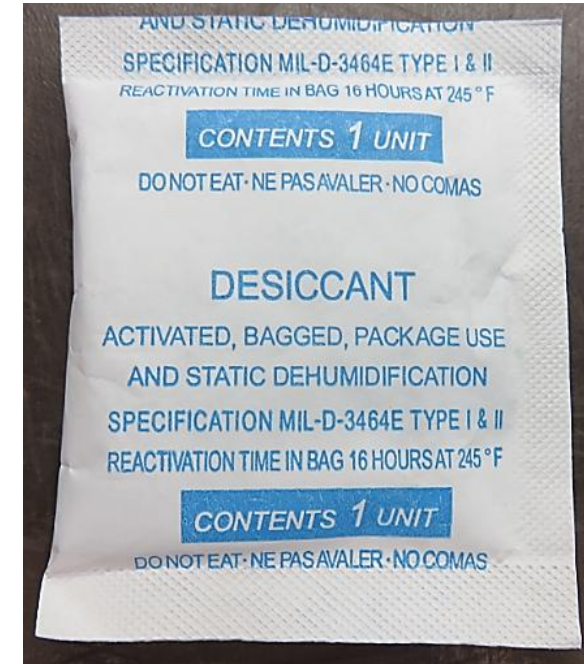 AND STATIC DEHUMIDIFICATION
SPECIFICATION MIL-D-3464E TYPE I & II
REACTIVATION TIME IN BAG 16 HOURS AT 245°F
CONTENTS 1 UNIT
DO NOT EAT·NE PAS AVALER·NO COMAS
DESICCANT
ACTIVATED, BAGGED, PACKAGE USE
AND STATIC DEHUMIDIFICATION
SPECIFICATION MIL-D-3464E TYPE I & II
REACTIVATION TIME IN BAG 16 HOURS AT 245°F
CONTENTS 1 UNIT
DO NOT EAT·NE PAS AVALER·NO COMAS